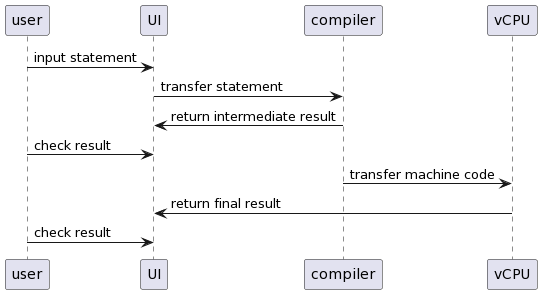 user UI compiler vCPU
input statement
transfer statement
return intermediate result
check result
transfer machine code
return final result
check result
user UI compiler vCPU